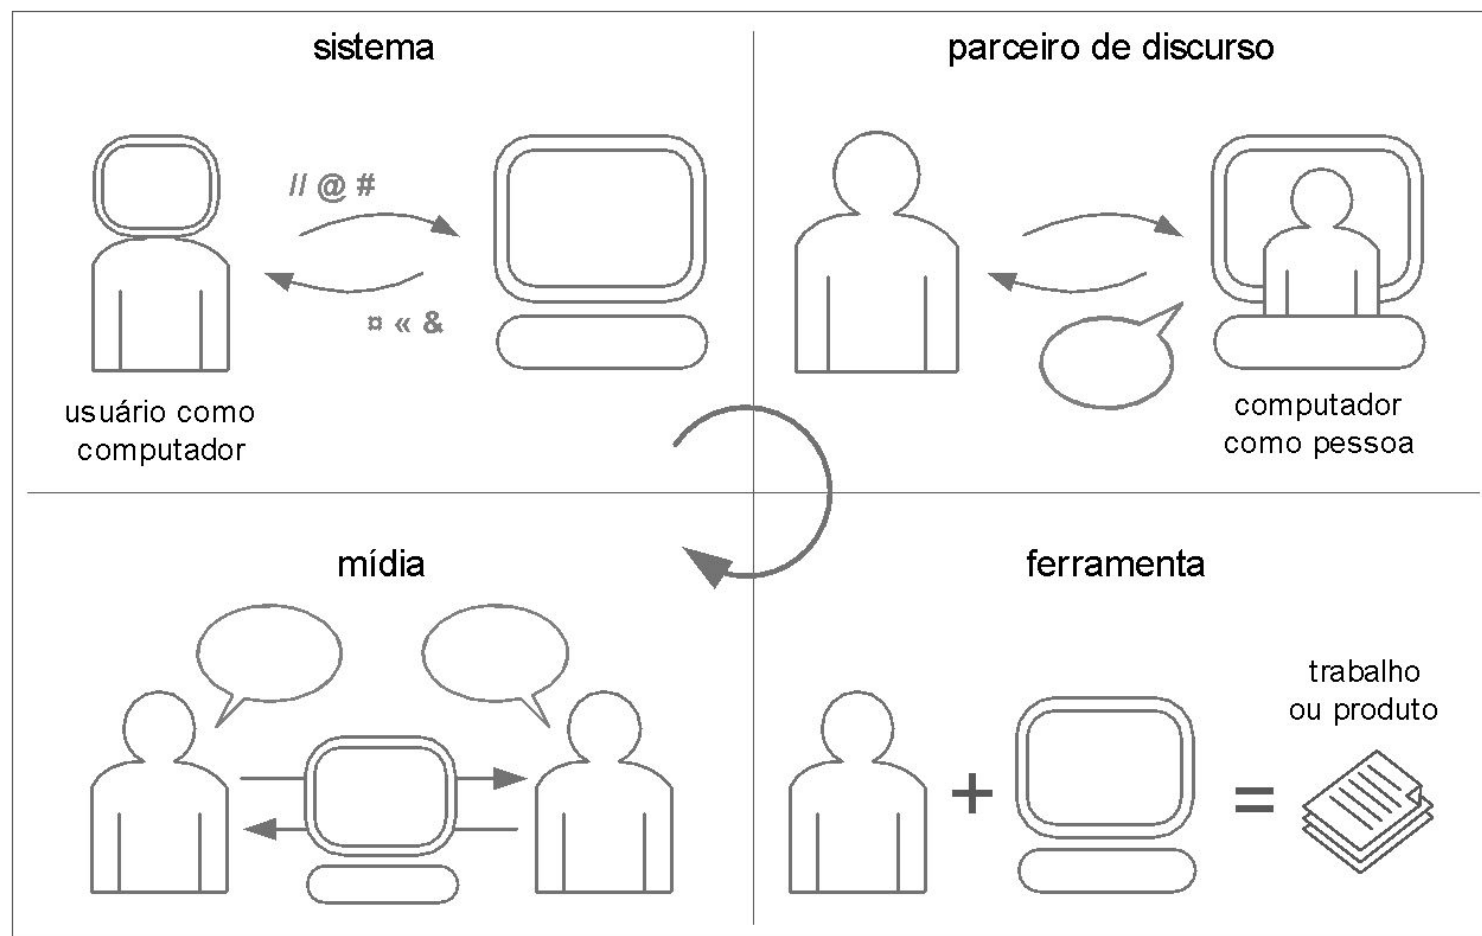 sistema
// @ #
¤ « &
usuário como
computador
parceiro de discurso
computador
como pessoa
mídia
ferramenta
+
=
trabalho
ou produto